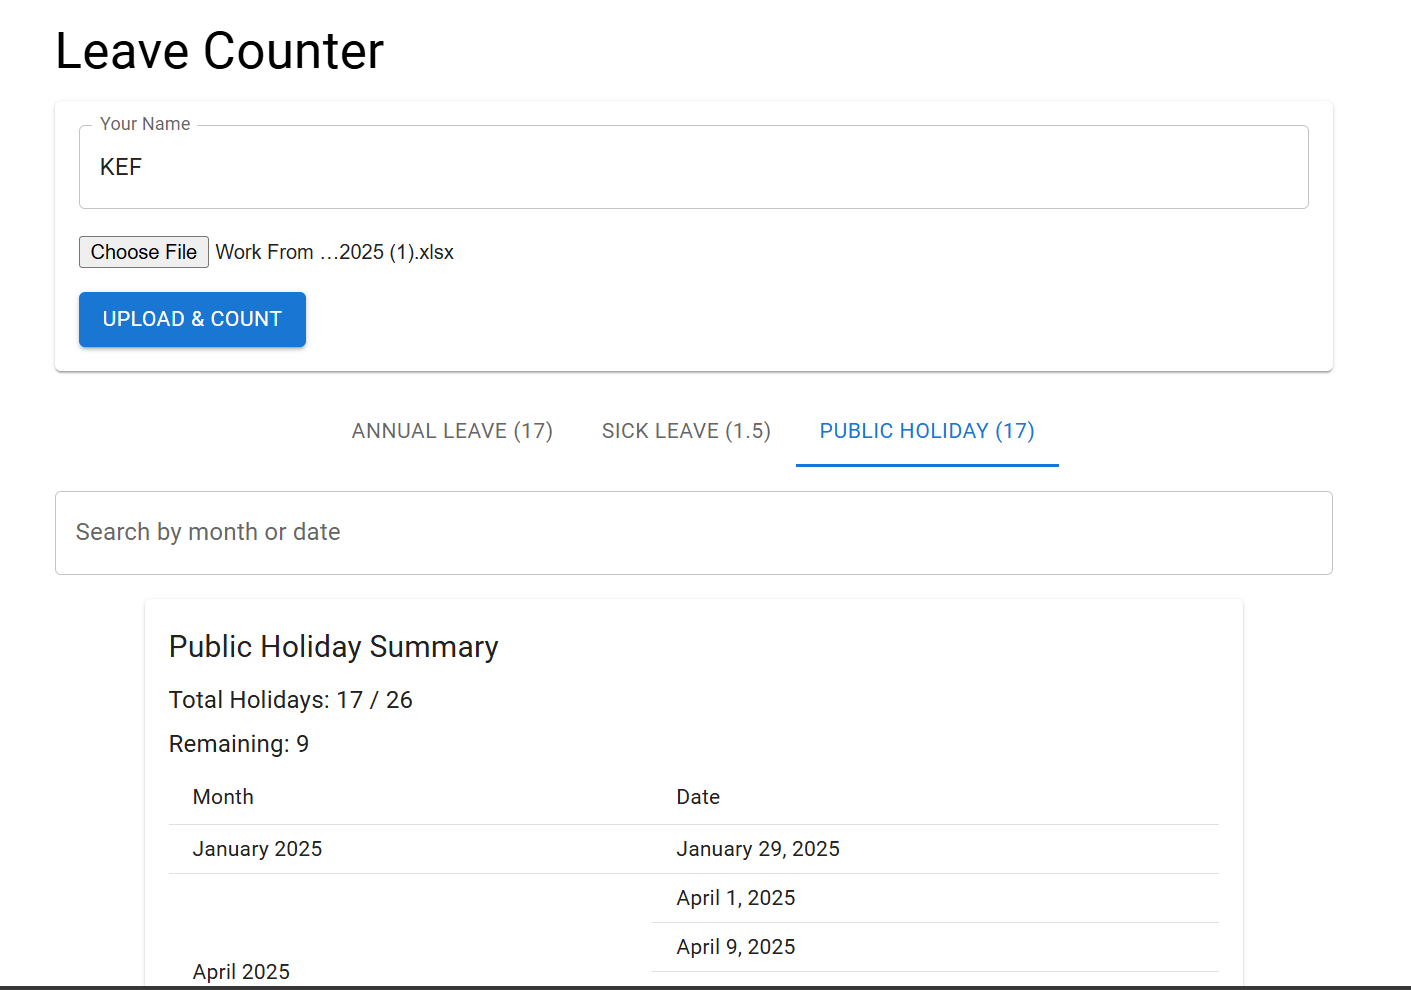 Leave Counter
Your Name
KEF
Choose File Work From ...2025 (1).xlsx
UPLOAD & COUNT
ANNUAL LEAVE (17) SICK LEAVE (1.5) PUBLIC HOLIDAY (17)
Search by month or date
Public Holiday Summary
Total Holidays: 17 / 26
Remaining: 9
Month Date
January 2025 January 29, 2025
April 1, 2025
April 9, 2025
April 2025